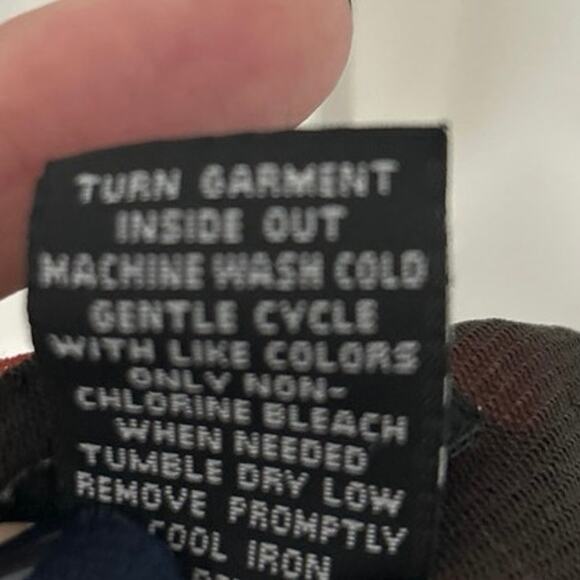 TURN GARMENT
INSIDE OUT
MACHINE WASH COLD
GENTLE CYCLE
WITH LIKE COLORS
ONLY NON-
CHLORINE BLEACH
WHEN NEEDED
TUMBLE DRY LOW
REMOVE PROMPTLY
COOL IRON